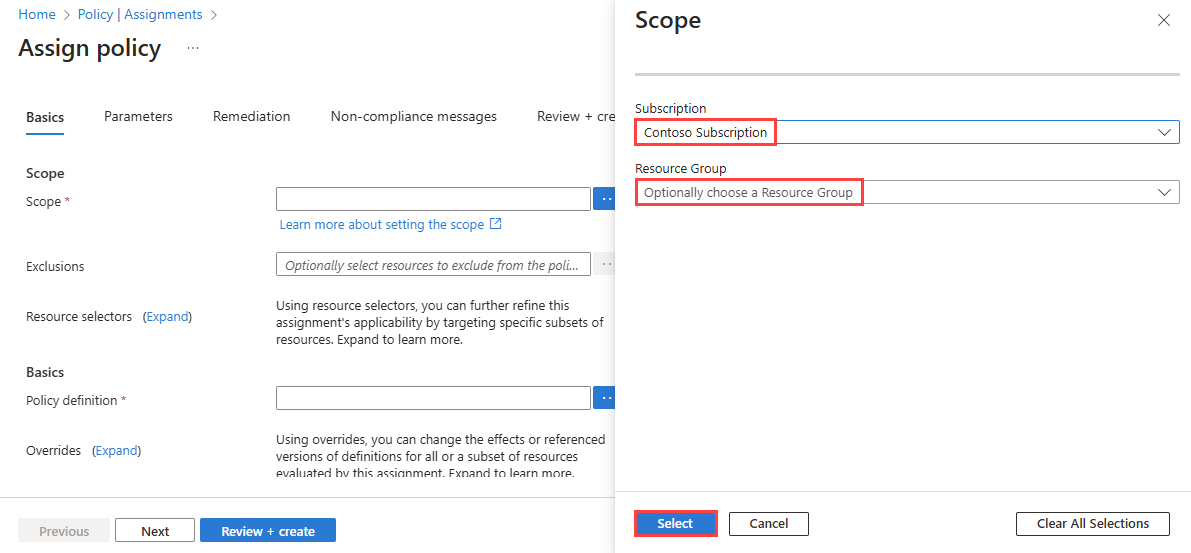 Home > Policy | Assignments >
Assign policy ...
Basics Parameters Remediation Non-compliance messages Review + cre
Scope
Scope *
Learn more about setting the scope
Exclusions Optionally select resources to exclude from the poli...
Resource selectors (Expand) Using resource selectors, you can further refine this
assignment's applicability by targeting specific subsets of
resources. Expand to learn more.
Basics
Policy definition *
Overrides (Expand) Using overrides, you can change the effects or referenced
versions of definitions for all or a subset of resources
evaluated by this assignment. Expand to learn more.
Previous Next Review + create
Scope
Subscription
Contoso Subscription
Resource Group
Optionally choose a Resource Group
Select Cancel Clear All Selections